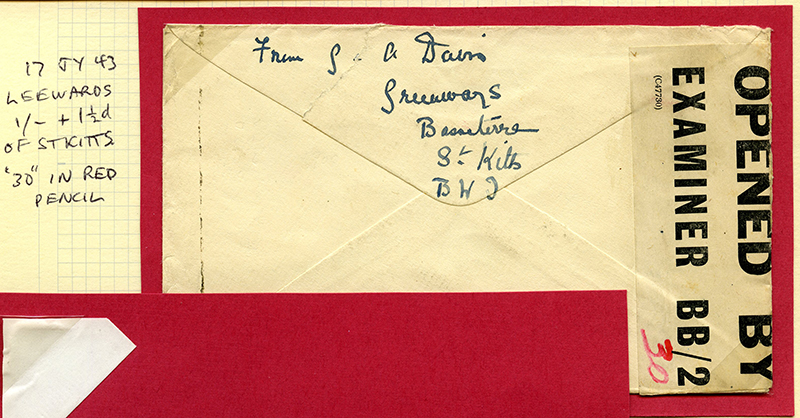 17 JY 43
LEEWARDS
1/- + 1½d
OF ST KITTS
"30" IN RED
PENCIL
From G. A Davis
Greenways
Basseterre
St Kitts
B W I
OPENED BY
EXAMINER BB/2
(C47730)
30